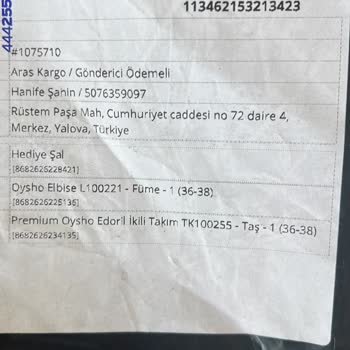 113462153213423
444255
#1075710
Aras Kargo / Gönderici Ödemeli
Hanife Şahin / 5076359097
Rüstem Paşa Mah, Cumhuriyet caddesi no 72 daire 4,
Merkez, Yalova, Türkiye
Hediye Şal
[8682625228421]
Oysho Elbise L100221 - Füme - 1 (36-38)
[8682626225136]
Premium Oysho Edoril İkili Takım TK100255 - Taş - 1 (36-38)
[8682626234135]